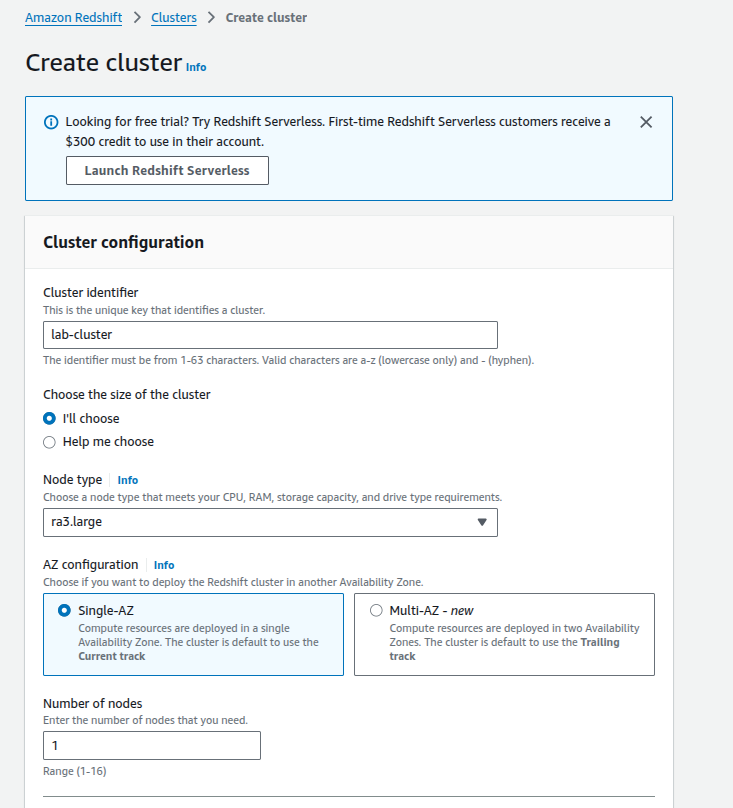 Amazon Redshift > Clusters > Create cluster
Create cluster Info
Looking for free trial? Try Redshift Serverless. First-time Redshift Serverless customers receive a
$300 credit to use in their account.
Launch Redshift Serverless
Cluster configuration
Cluster identifier
This is the unique key that identifies a cluster.
lab-cluster
The identifier must be from 1-63 characters. Valid characters are a-z (lowercase only) and - (hyphen).
Choose the size of the cluster
I'll choose
Help me choose
Node type Info
Choose a node type that meets your CPU, RAM, storage capacity, and drive type requirements.
ra3.large
AZ configuration Info
Choose if you want to deploy the Redshift cluster in another Availability Zone.
Single-AZ
Compute resources are deployed in a single
Availability Zone. The cluster is default to use the
Current track
Multi-AZ - new
Compute resources are deployed in two Availability
Zones. The cluster is default to use the Trailing
track
Number of nodes
Enter the number of nodes that you need.
1
Range (1-16)